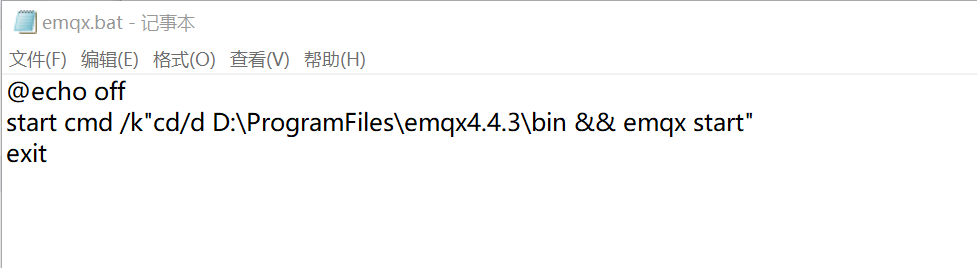 emqx.bat - 记事本
文件(F) 编辑(E) 格式(O) 查看(V) 帮助(H)
@echo off
start cmd /k"cd/d D:\ProgramFiles\emqx4.4.3\bin && emqx start"
exit